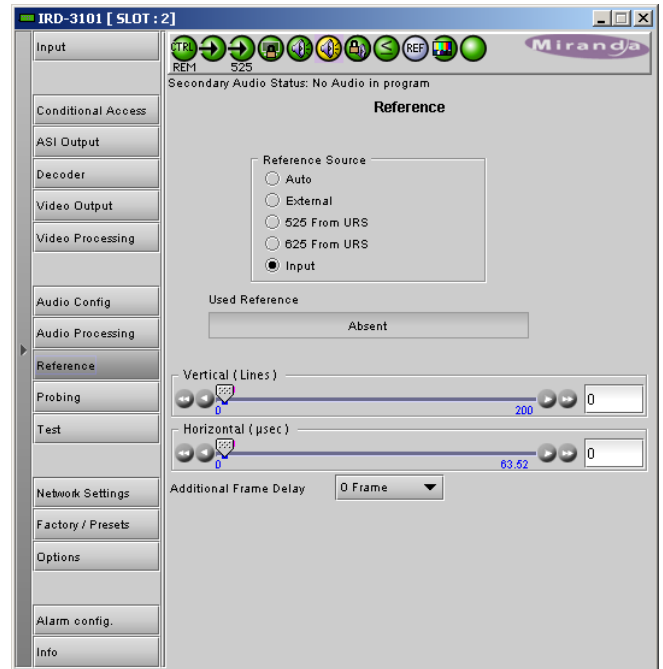 IRD-3101 [ SLOT : 2]
Input
CTRL
REM
525
REF
Miranda
Secondary Audio Status: No Audio in program
Reference
Conditional Access
ASI Output
Decoder
Video Output
Video Processing
Audio Config
Audio Processing
Reference
Probing
Test
Network Settings
Factory / Presets
Options
Alarm config.
Info
Reference Source
Auto
External
525 From URS
625 From URS
Input
Used Reference
Absent
Vertical ( Lines )
0
200
0
Horizontal ( µsec )
0
63.52
0
Additional Frame Delay
0 Frame